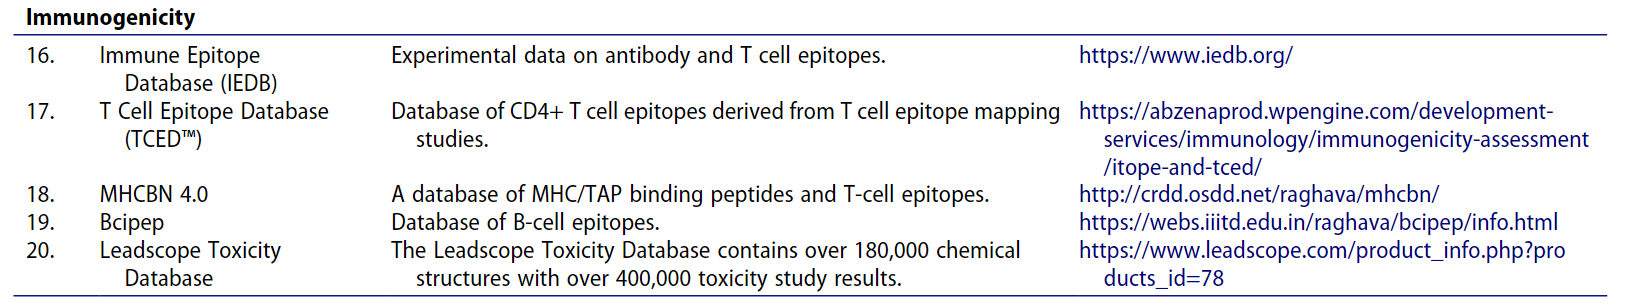 Immunogenicity
16. Immune Epitope Experimental data on antibody and T cell epitopes. https://www.iedb.org/
Database (IEDB)
17. T Cell Epitope Database Database of CD4+ T cell epitopes derived from T cell epitope mapping https://abzenaprod.wpengine.com/development-
(TCED™) studies. services/immunology/immunogenicity-assessment
/itope-and-tced/
18. MHCBN 4.0 A database of MHC/TAP binding peptides and T-cell epitopes. http://crdd.osdd.net/raghava/mhcbn/
19. Bcipep Database of B-cell epitopes. https://webs.iiitd.edu.in/raghava/bcipep/info.html
20. Leadscope Toxicity The Leadscope Toxicity Database contains over 180,000 chemical https://www.leadscope.com/product_info.php?pro
Database structures with over 400,000 toxicity study results. ducts_id=78